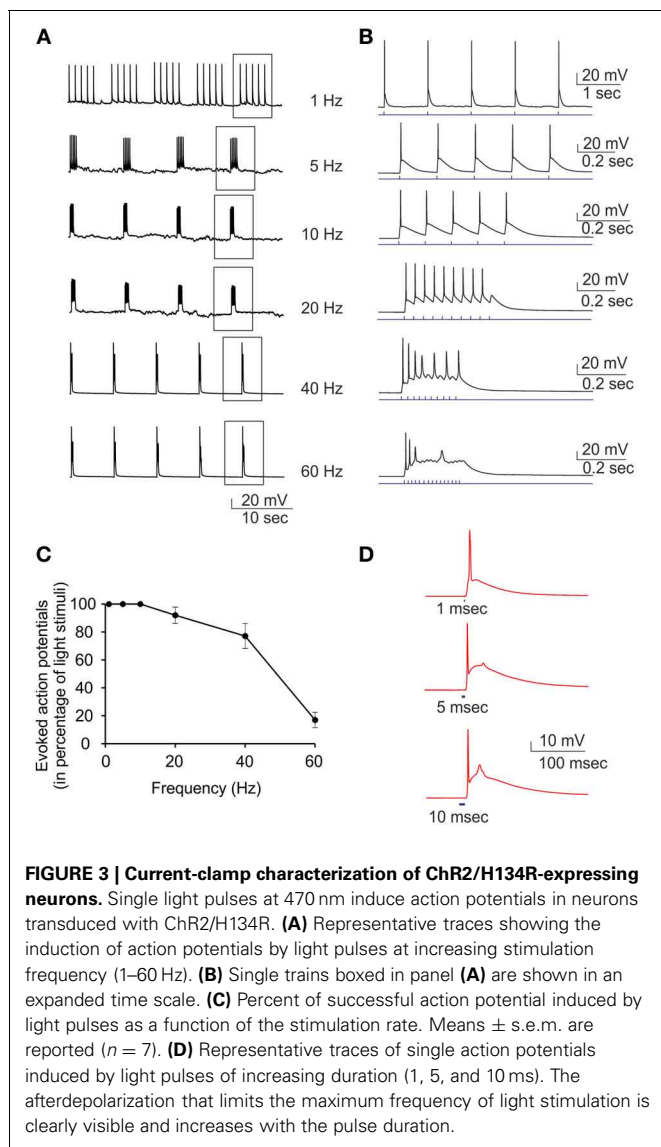 A
B
1 Hz
20 mV
1 sec
5 Hz
20 mV
0.2 sec
10 Hz
20 mV
0.2 sec
20 Hz
20 mV
0.2 sec
40 Hz
20 mV
0.2 sec
60 Hz
20 mV
0.2 sec
20 mV
10 sec
C
Evoked action potentials
(in percentage of light stimuli)
100
80
60
40
20
0
0 20 40 60
Frequency (Hz)
D
1 msec
5 msec
10 mV
100 msec
10 msec
FIGURE 3 | Current-clamp characterization of ChR2/H134R-expressing
neurons. Single light pulses at 470 nm induce action potentials in neurons
transduced with ChR2/H134R. (A) Representative traces showing the
induction of action potentials by light pulses at increasing stimulation
frequency (1–60 Hz). (B) Single trains boxed in panel (A) are shown in an
expanded time scale. (C) Percent of successful action potential induced by
light pulses as a function of the stimulation rate. Means ± s.e.m. are
reported (n = 7). (D) Representative traces of single action potentials
induced by light pulses of increasing duration (1, 5, and 10 ms). The
afterdepolarization that limits the maximum frequency of light stimulation is
clearly visible and increases with the pulse duration.